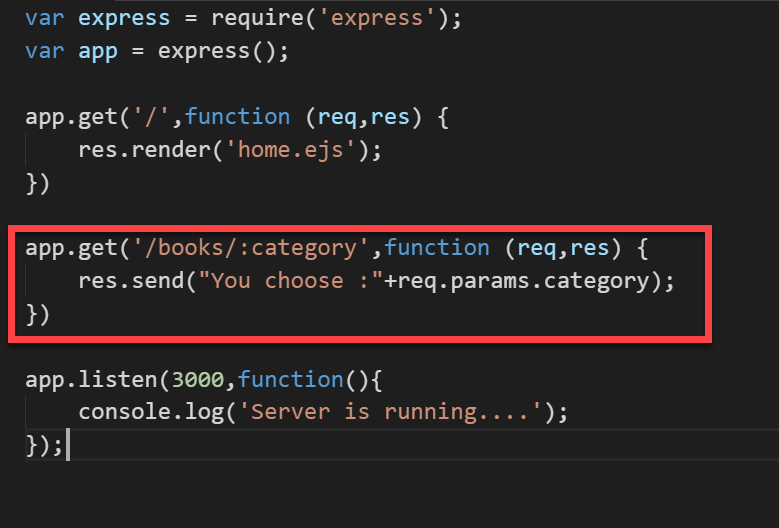 var express = require('express');
var app = express();
app.get('/',function (req,res) {
res.render('home.ejs');
})
app.get('/books/:category',function (req,res) {
res.send("You choose :"+req.params.category);
})
app.listen(3000,function(){
console.log('Server is running....');
});